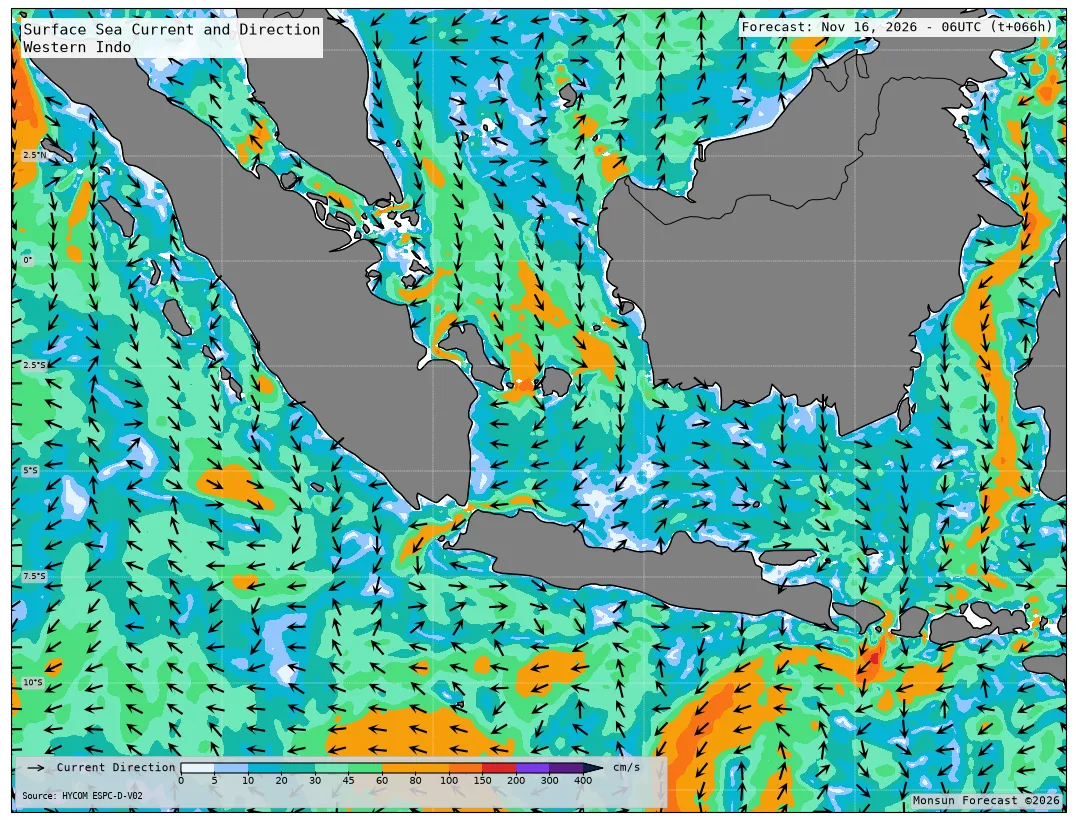 Surface Sea Current and Direction
Western Indo
Forecast: Nov 16, 2026 - 06UTC (t+066h)
2.5°N
0°
2.5°S
5°S
7.5°S
10°S
Current Direction
0 5 10 20 30 45 60 80 100 150 200 300 400 cm/s
Source: HYCOM ESPC-D-V02
Monsun Forecast ©2026